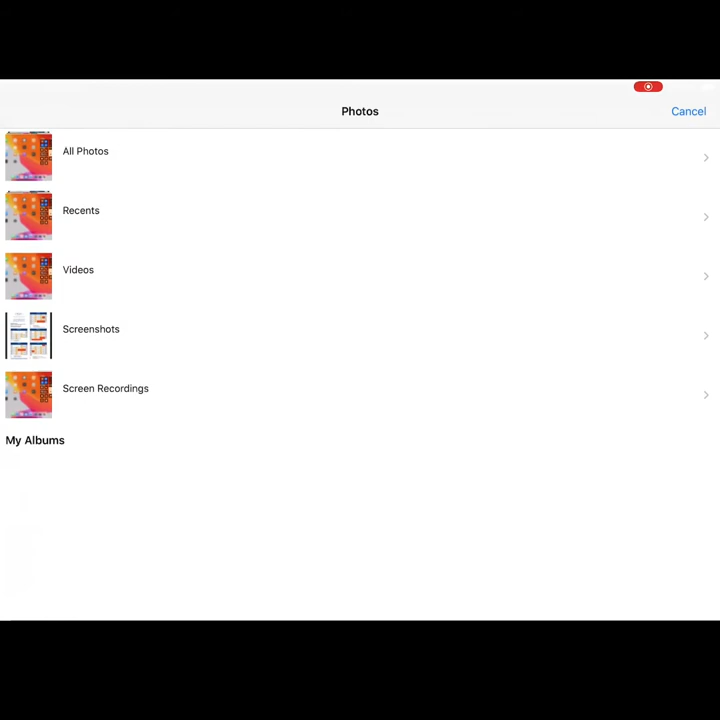 Photos
Cancel
All Photos
Recents
Videos
Screenshots
Screen Recordings
My Albums